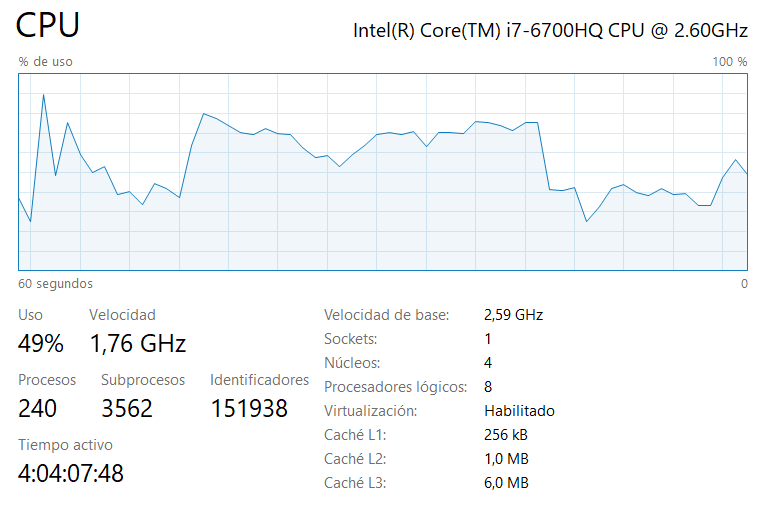 CPU
Intel(R) Core(TM) i7-6700HQ CPU @ 2.60GHz
% de uso
100 %
60 segundos
0
Uso
Velocidad
49%
1,76 GHz
Procesos
Subprocesos
Identificadores
240
3562
151938
Tiempo activo
4:04:07:48
Velocidad de base: 2,59 GHz
Sockets: 1
Núcleos: 4
Procesadores lógicos: 8
Virtualización: Habilitado
Caché L1: 256 kB
Caché L2: 1,0 MB
Caché L3: 6,0 MB